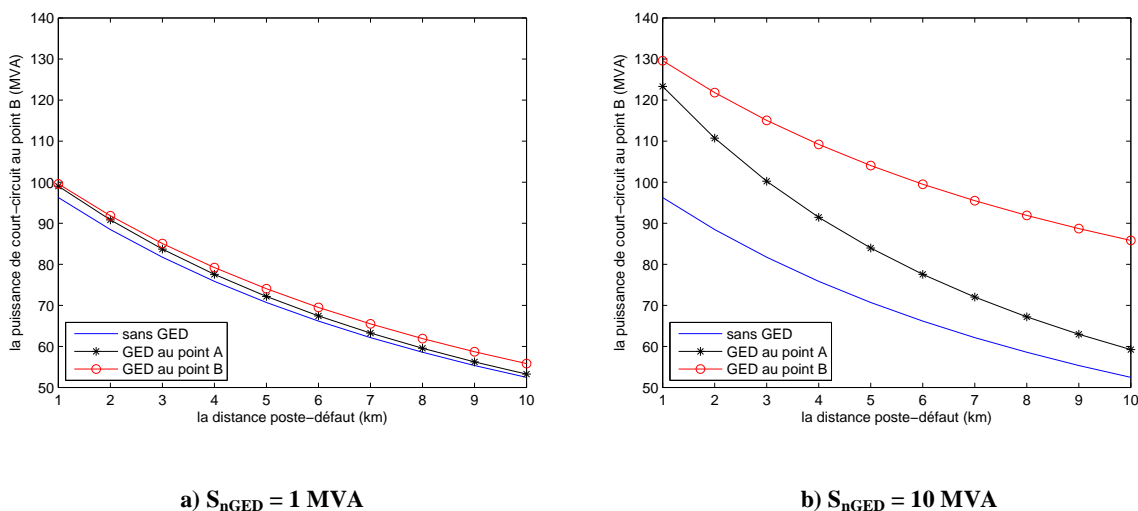 140
130
120
110
100
90
80
70
60
50
la puissance de court−circuit au point B (MVA)
sans GED
GED au point A
GED au point B
1 2 3 4 5 6 7 8 9 10
la distance poste−défaut (km)
a) SnGED = 1 MVA
140
130
120
110
100
90
80
70
60
50
la puissance de court−circuit au point B (MVA)
sans GED
GED au point A
GED au point B
1 2 3 4 5 6 7 8 9 10
la distance poste−défaut (km)
b) SnGED = 10 MVA